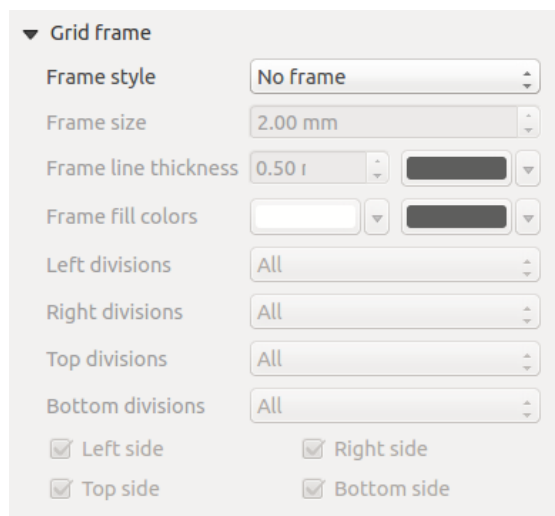 Grid frame
Frame style No frame
Frame size 2.00 mm
Frame line thickness 0.50 r
Frame fill colors
Left divisions All
Right divisions All
Top divisions All
Bottom divisions All
Left side Right side
Top side Bottom side